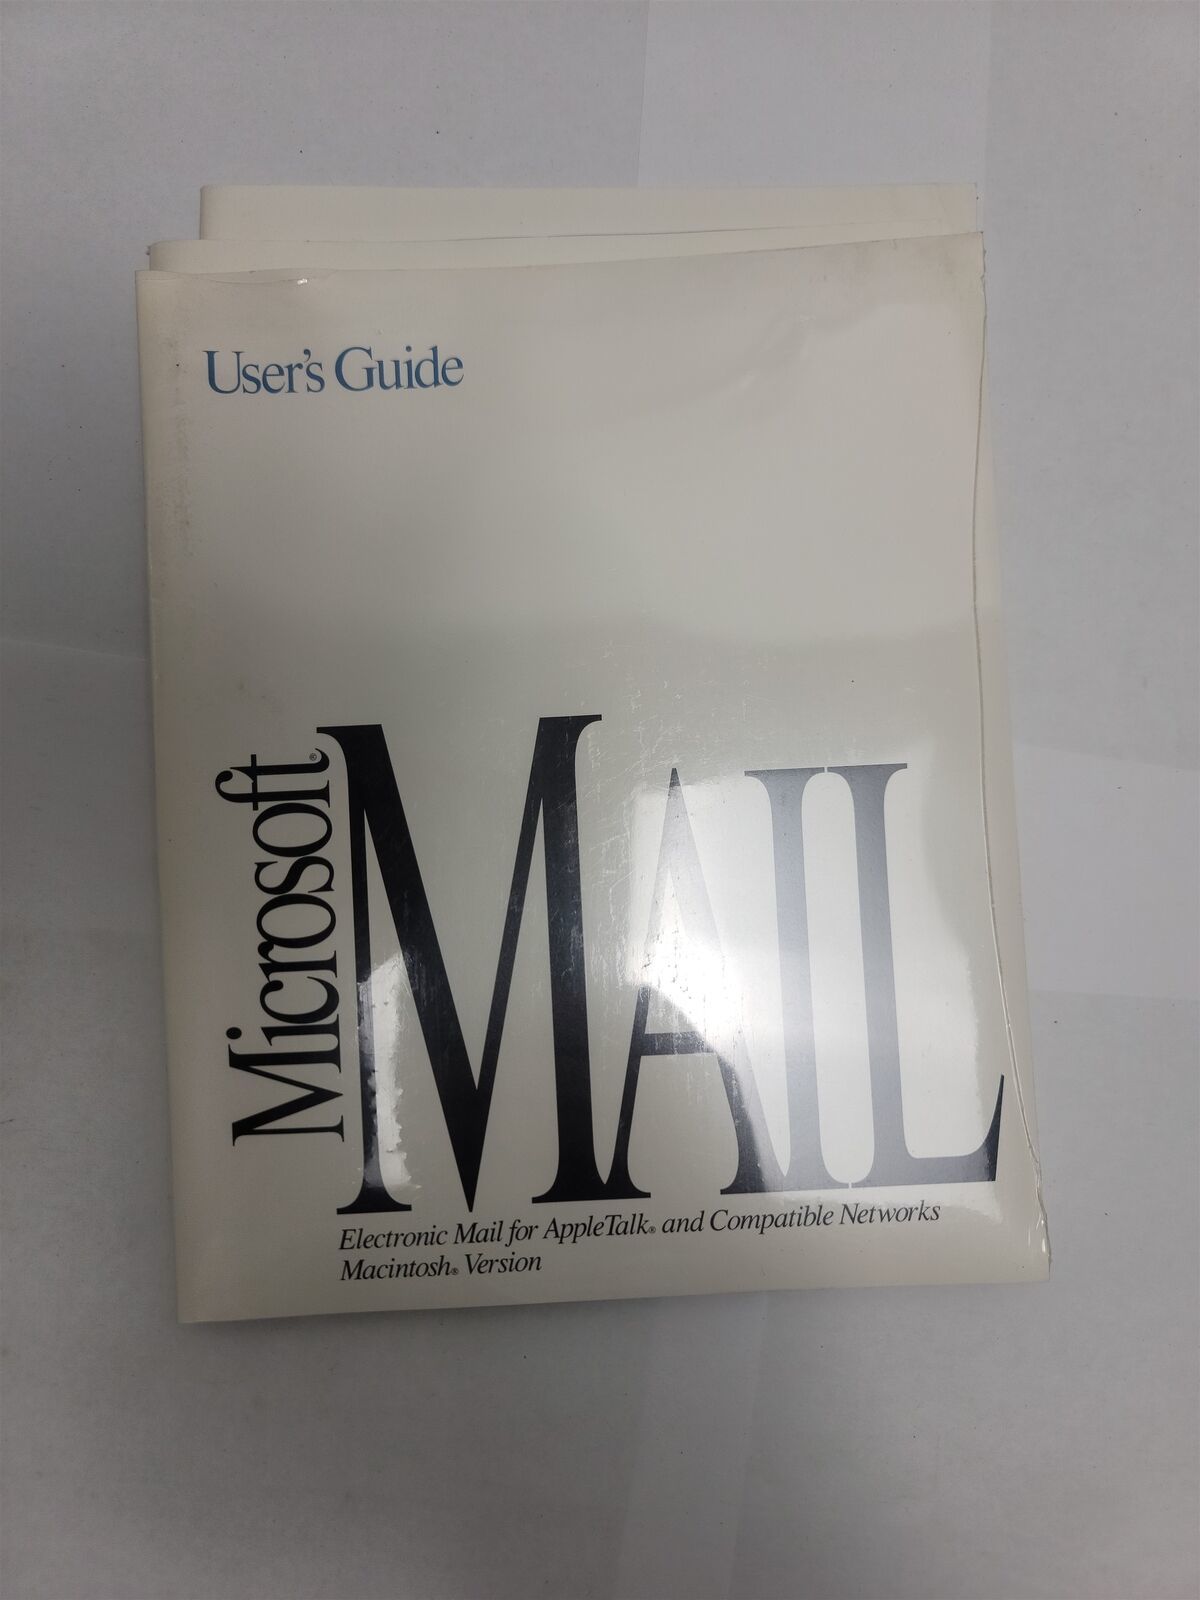 User's Guide
Microsoft®
MAIL
Electronic Mail for AppleTalk® and Compatible Networks
Macintosh® Version